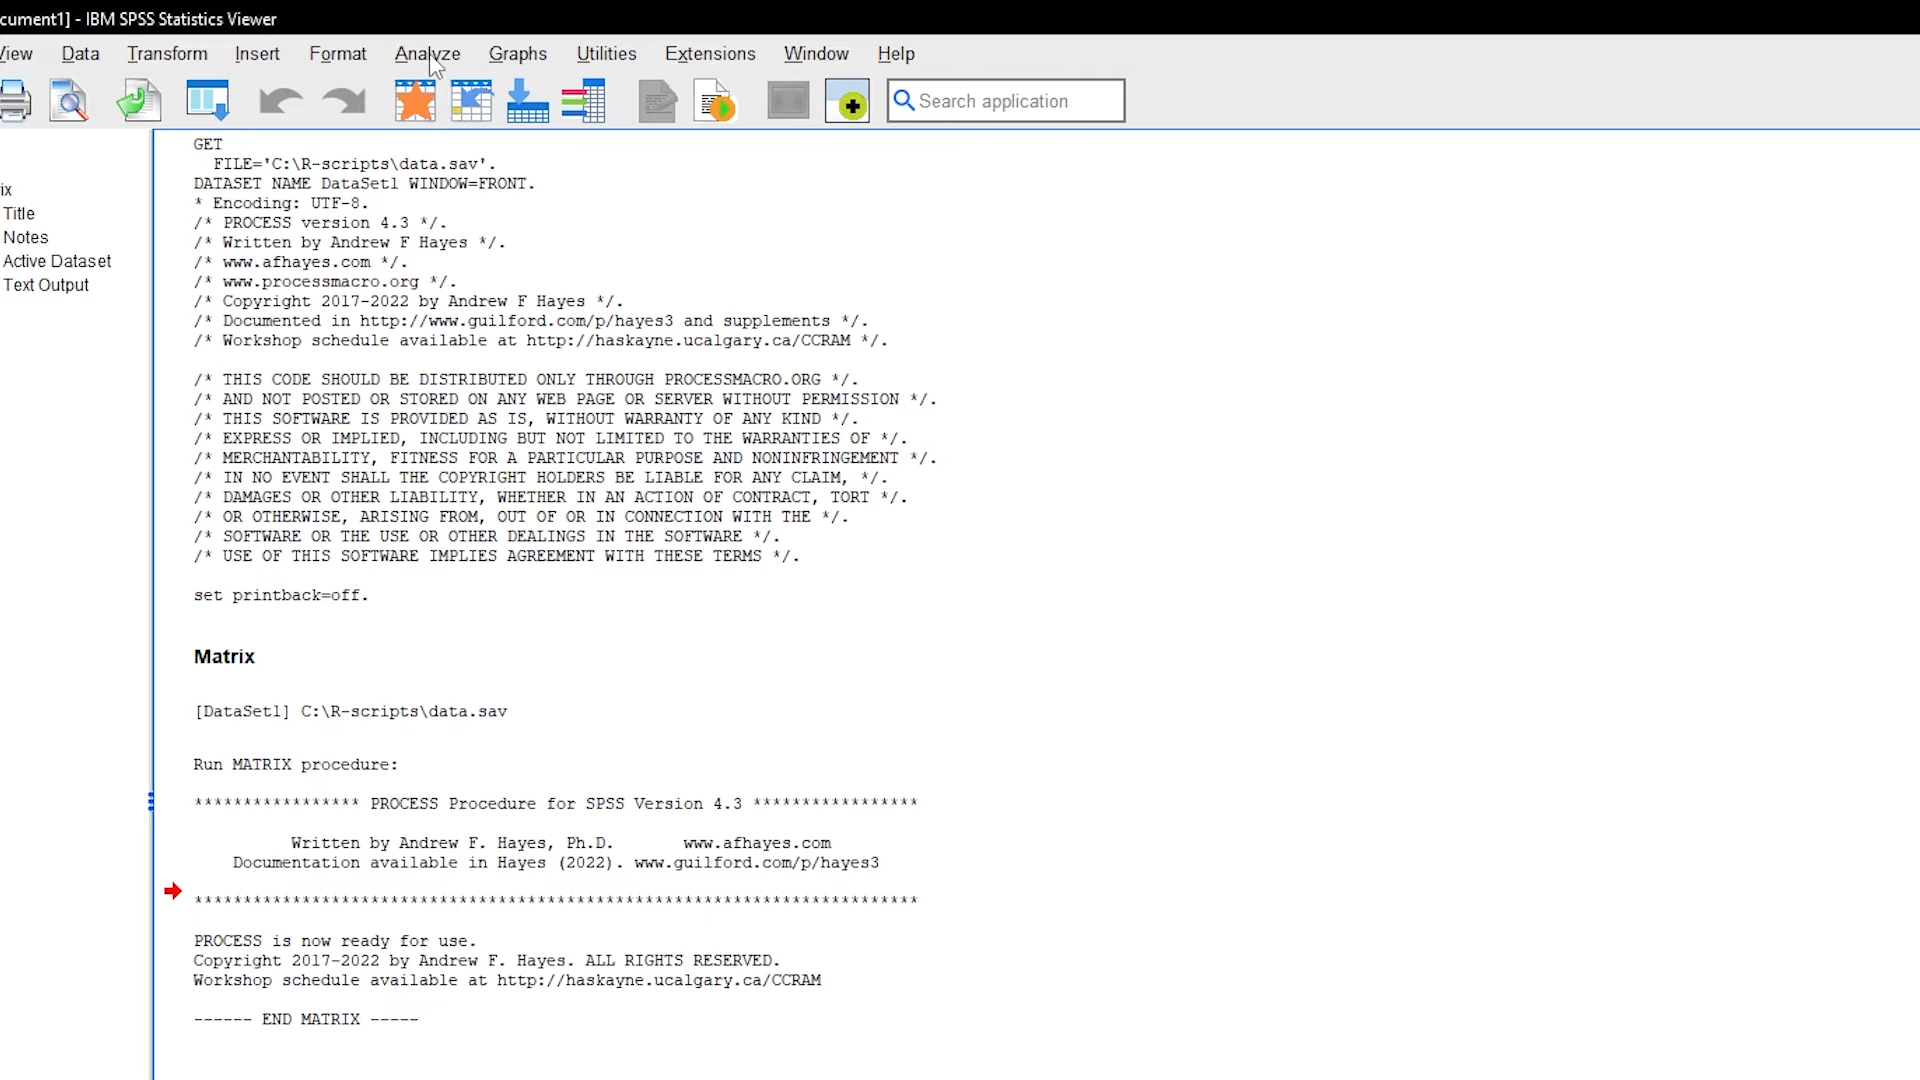 cument1] - IBM SPSS Statistics Viewer
View Data Transform Insert Format Analyze Graphs Utilities Extensions Window Help
Search application
ix
Title
Notes
Active Dataset
Text Output
GET
FILE='C:\R-scripts\data.sav'.
DATASET NAME DataSet1 WINDOW=FRONT.
* Encoding: UTF-8.
/* PROCESS version 4.3 */.
/* Written by Andrew F Hayes */.
/* www.afhayes.com */.
/* www.processmacro.org */.
/* Copyright 2017-2022 by Andrew F Hayes */.
/* Documented in http://www.guilford.com/p/hayes3 and supplements */.
/* Workshop schedule available at http://haskayne.ucalgary.ca/CCRAM */.
/* THIS CODE SHOULD BE DISTRIBUTED ONLY THROUGH PROCESSMACRO.ORG */.
/* AND NOT POSTED OR STORED ON ANY WEB PAGE OR SERVER WITHOUT PERMISSION */.
/* THIS SOFTWARE IS PROVIDED AS IS, WITHOUT WARRANTY OF ANY KIND */.
/* EXPRESS OR IMPLIED, INCLUDING BUT NOT LIMITED TO THE WARRANTIES OF */.
/* MERCHANTABILITY, FITNESS FOR A PARTICULAR PURPOSE AND NONINFRINGEMENT */.
/* IN NO EVENT SHALL THE COPYRIGHT HOLDERS BE LIABLE FOR ANY CLAIM, */.
/* DAMAGES OR OTHER LIABILITY, WHETHER IN AN ACTION OF CONTRACT, TORT */.
/* OR OTHERWISE, ARISING FROM, OUT OF OR IN CONNECTION WITH THE */.
/* SOFTWARE OR THE USE OR OTHER DEALINGS IN THE SOFTWARE */.
/* USE OF THIS SOFTWARE IMPLIES AGREEMENT WITH THESE TERMS */.
set printback=off.
Matrix
[DataSet1] C:\R-scripts\data.sav
Run MATRIX procedure:
***************** PROCESS Procedure for SPSS Version 4.3 *****************
Written by Andrew F. Hayes, Ph.D. www.afhayes.com
Documentation available in Hayes (2022). www.guilford.com/p/hayes3
**************************************************************************
PROCESS is now ready for use.
Copyright 2017-2022 by Andrew F. Hayes. ALL RIGHTS RESERVED.
Workshop schedule available at http://haskayne.ucalgary.ca/CCRAM
------ END MATRIX -----